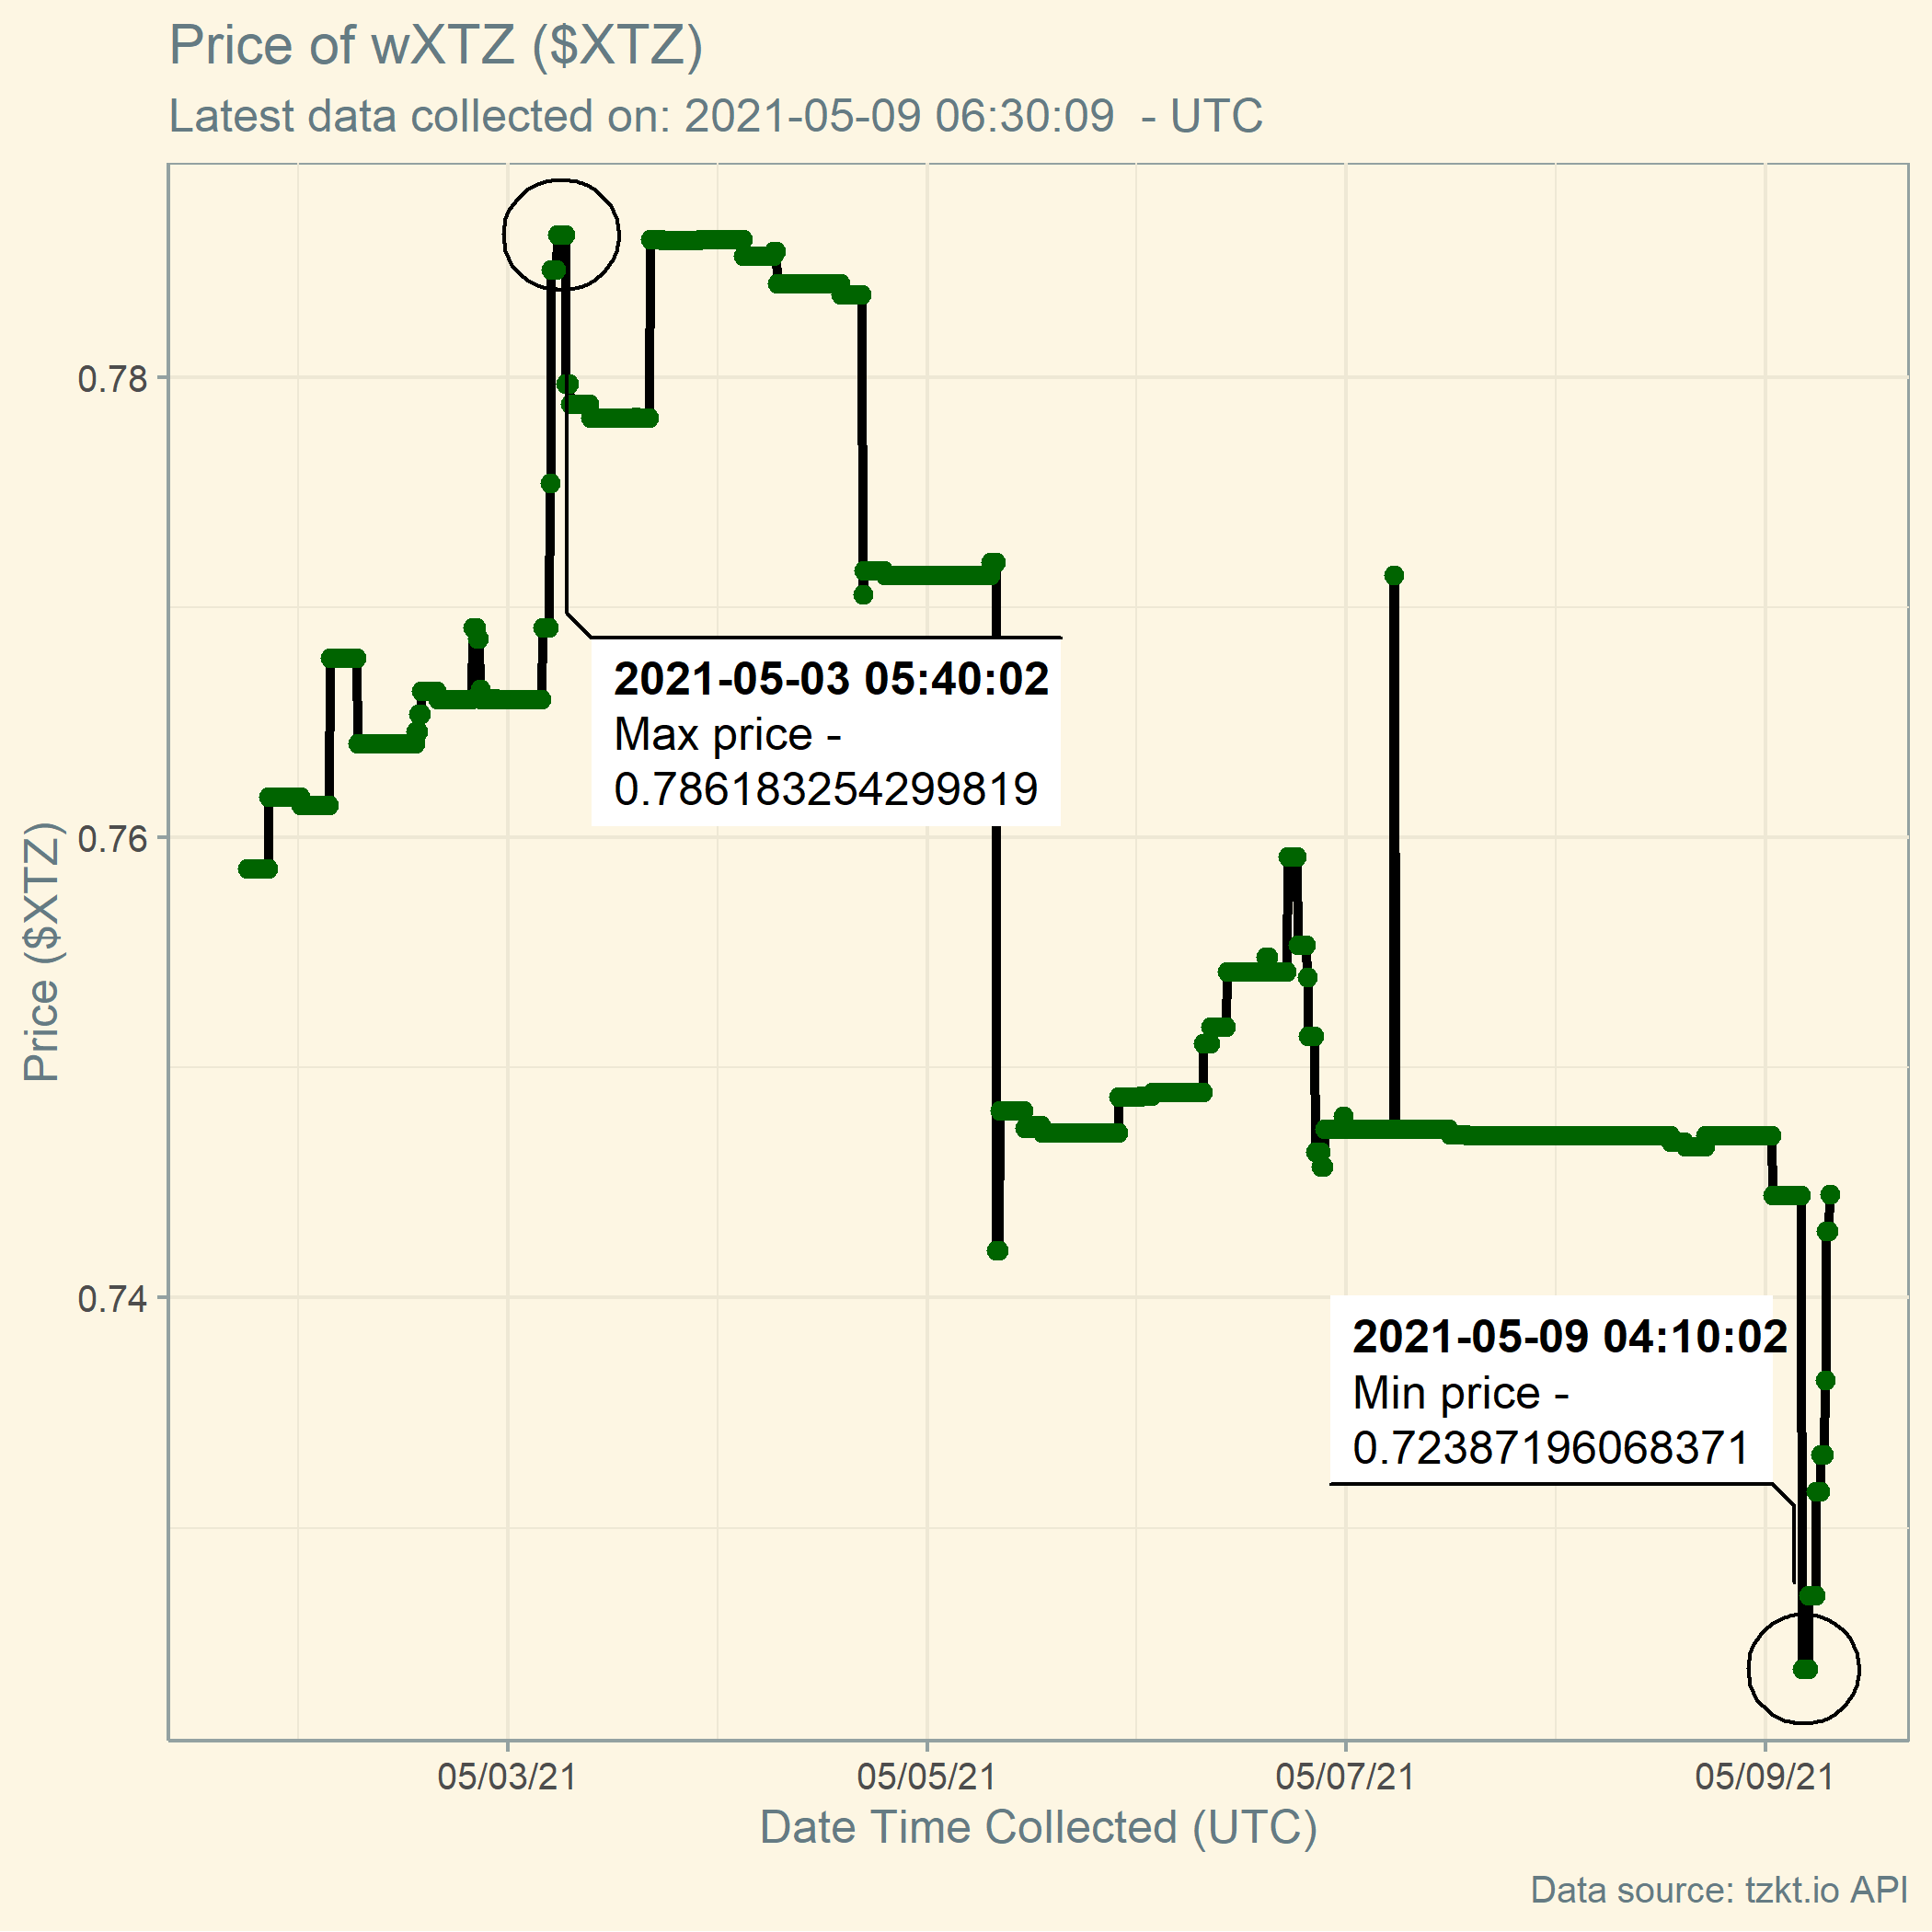 Price of wXTZ ($XTZ)
Latest data collected on: 2021-05-09 06:30:09  - UTC
Price ($XTZ)
0.78
0.76
0.74
2021-05-03 05:40:02
Max price -
0.786183254299819
2021-05-09 04:10:02
Min price -
0.72387196068371
05/03/21
05/05/21
05/07/21
05/09/21
Date Time Collected (UTC)
Data source: tzkt.io API